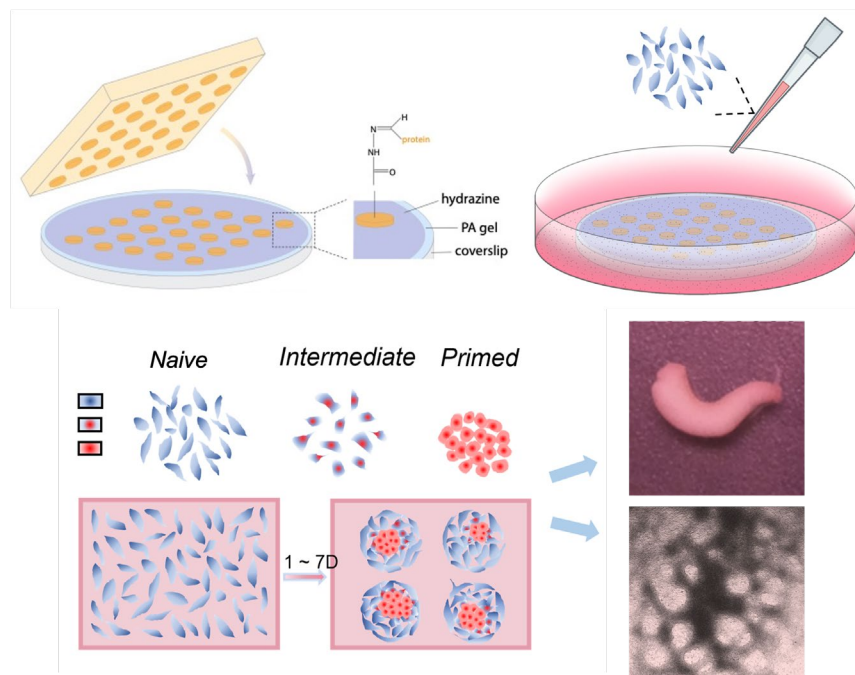 H
N
protein
NH
O
hydrazine
PA gel
coverslip
Naive
Intermediate
Primed
1 ~ 7D